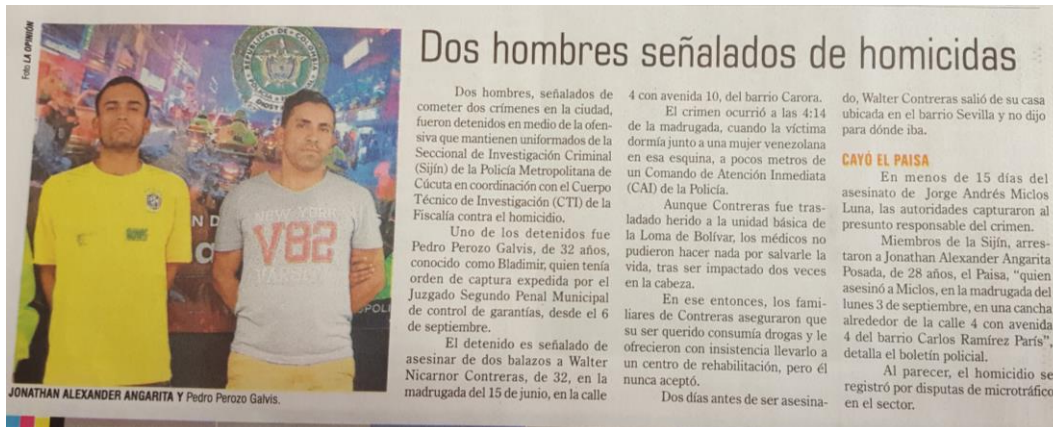 Foto LA OPINIÓN
REPÚBLICA DE COLOMBIA
NEW YORK
V82
Dos hombres señalados de homicidas
Dos hombres, señalados de
cometer dos crímenes en la ciudad,
fueron detenidos en medio de la ofen-
siva que mantienen uniformados de la
Seccional de Investigación Criminal
(Sijín) de la Policía Metropolitana de
Cúcuta en coordinación con el Cuerpo
Técnico de Investigación (CTI) de la
Fiscalía contra el homicidio.
Uno de los detenidos fue
Pedro Perozo Galvis, de 32 años,
conocido como Bladimir, quien tenía
orden de captura expedida por el
Juzgado Segundo Penal Municipal
de control de garantías, desde el 6
de septiembre.
El detenido es señalado de
asesinar de dos balazos a Walter
Nicarnor Contreras, de 32, en la
madrugada del 15 de junio, en la calle
4 con avenida 10, del barrio Carora.
El crimen ocurrió a las 4:14
de la madrugada, cuando la víctima
dormía junto a una mujer venezolana
en esa esquina, a pocos metros de
un Comando de Atención Inmediata
(CAI) de la Policía.
Aunque Contreras fue tras-
ladado herido a la unidad básica de
la Loma de Bolívar, los médicos no
pudieron hacer nada por salvarle la
vida, tras ser impactado dos veces
en la cabeza.
En ese entonces, los fami-
liares de Contreras aseguraron que
su ser querido consumía drogas y le
ofrecieron con insistencia llevarlo a
un centro de rehabilitación, pero él
nunca aceptó.
Dos días antes de ser asesina-
do, Walter Contreras salió de su casa
ubicada en el barrio Sevilla y no dijo
para dónde iba.
CAYÓ EL PAISA
En menos de 15 días del
asesinato de Jorge Andrés Miclos
Luna, las autoridades capturaron al
presunto responsable del crimen.
Miembros de la Sijín, arres-
taron a Jonathan Alexander Angarita
Posada, de 28 años, el Paisa, “quien
asesinó a Miclos, en la madrugada del
lunes 3 de septiembre, en una cancha
alrededor de la calle 4 con avenida
4 del barrio Carlos Ramírez París”,
detalla el boletín policial.
Al parecer, el homicidio se
registró por disputas de microtráfico
en el sector.
JONATHAN ALEXANDER ANGARITA Y Pedro Perozo Galvis.